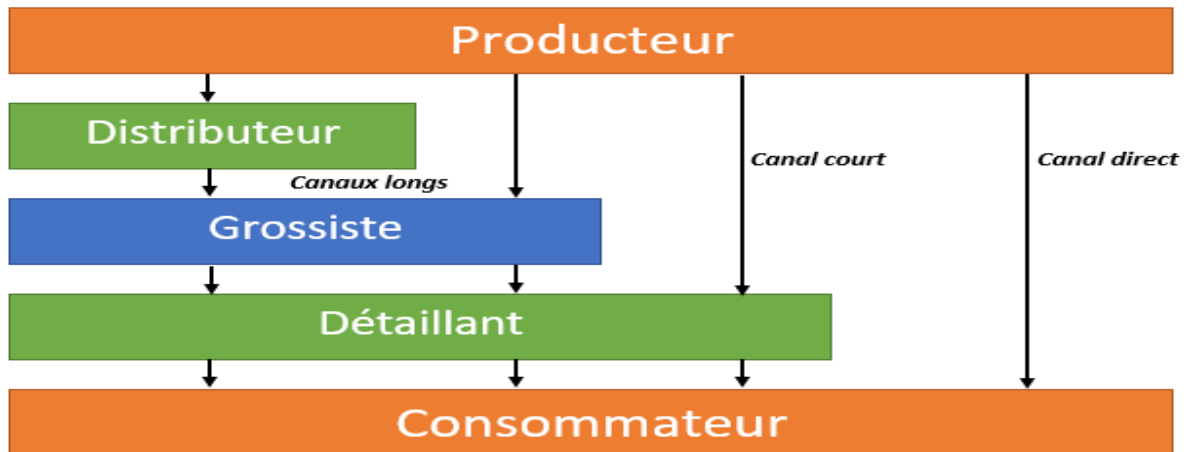 Producteur
Distributeur
Canal court
Canal direct
Canaux longs
Grossiste
Détaillant
Consommateur